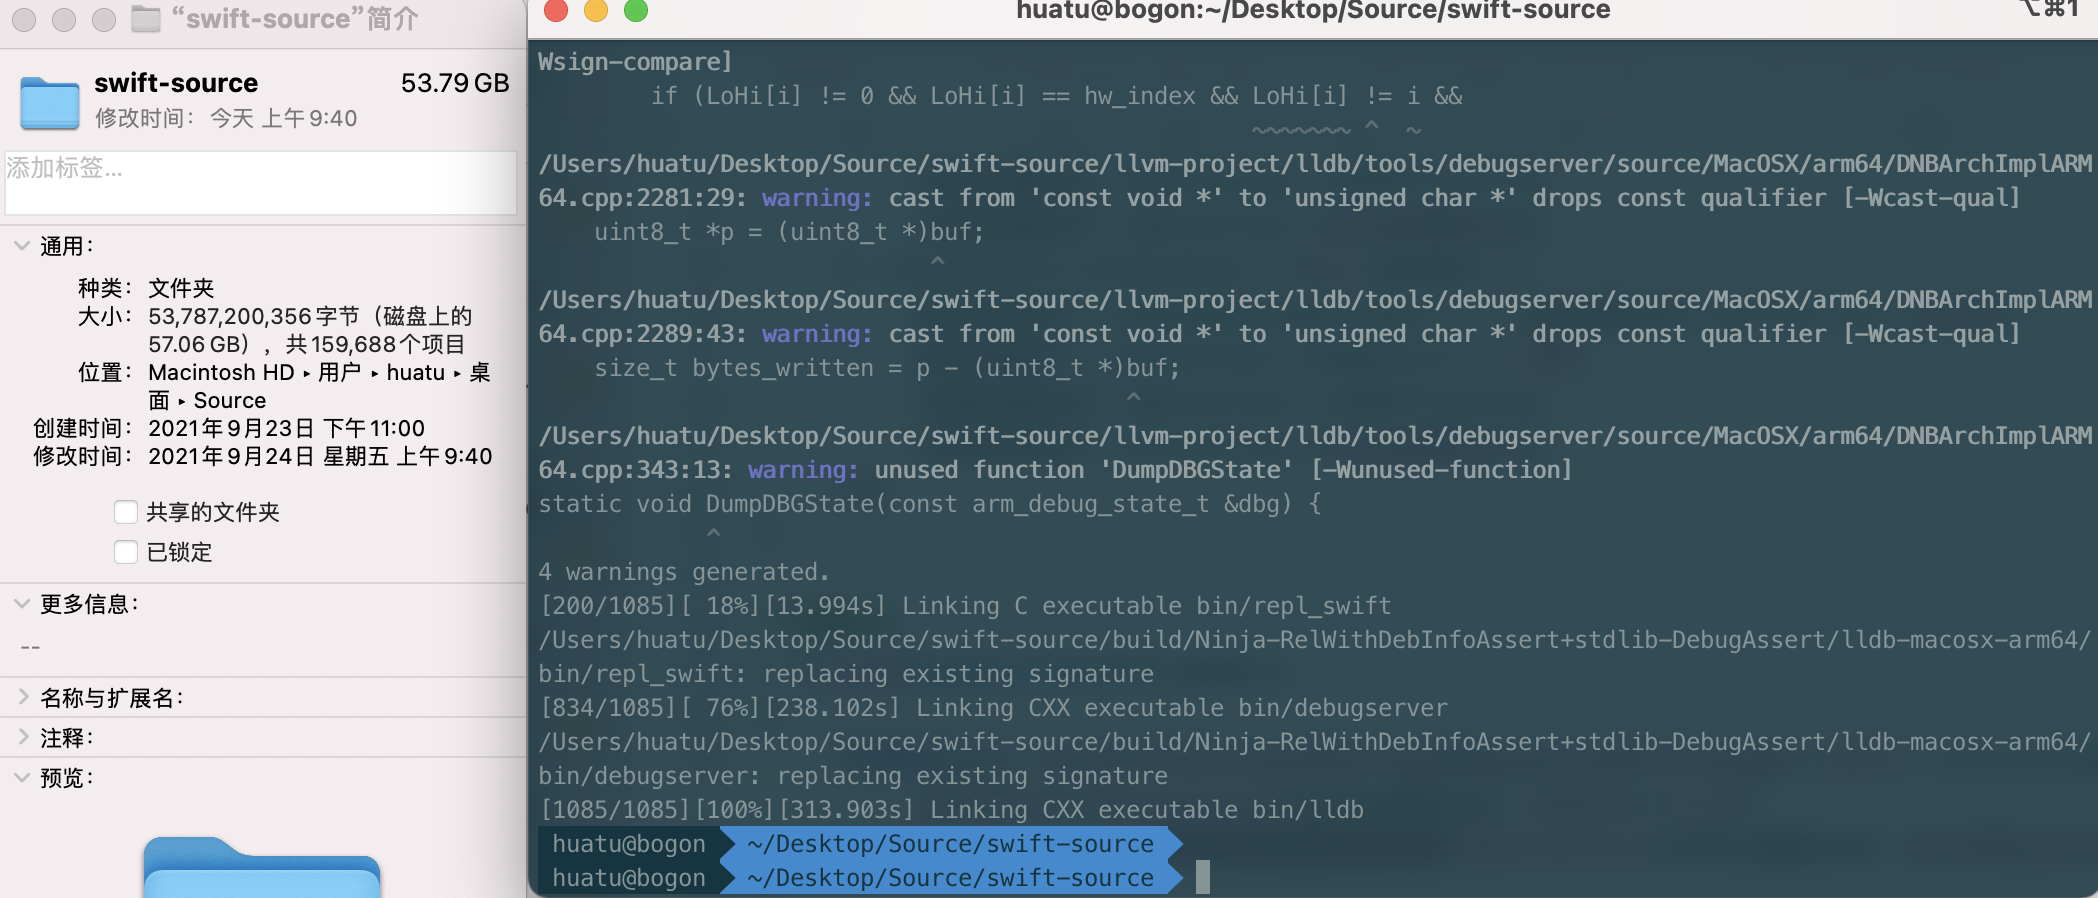 “swift-source”简介
swift-source 53.79 GB
修改时间： 今天 上午9:40
添加标签...
通用：
种类： 文件夹
大小： 53,787,200,356 字节（磁盘上的
57.06 GB），共159,688个项目
位置： Macintosh HD ▸ 用户 ▸ huatu ▸ 桌
面 ▸ Source
创建时间： 2021年9月23日 下午11:00
修改时间： 2021年9月24日 星期五 上午9:40
共享的文件夹
已锁定
更多信息：
--
名称与扩展名：
注释：
预览：
huatu@bogon:~/Desktop/Source/swift-source ⌥⌘1
Wsign-compare]
if (LoHi[i] != 0 && LoHi[i] == hw_index && LoHi[i] != i &&
~~~~~~~ ^ ~
/Users/huatu/Desktop/Source/swift-source/llvm-project/lldb/tools/debugserver/source/MacOSX/arm64/DNBArchImplARM
64.cpp:2281:29: warning: cast from 'const void *' to 'unsigned char *' drops const qualifier [-Wcast-qual]
uint8_t *p = (uint8_t *)buf;
^
/Users/huatu/Desktop/Source/swift-source/llvm-project/lldb/tools/debugserver/source/MacOSX/arm64/DNBArchImplARM
64.cpp:2289:43: warning: cast from 'const void *' to 'unsigned char *' drops const qualifier [-Wcast-qual]
size_t bytes_written = p - (uint8_t *)buf;
^
/Users/huatu/Desktop/Source/swift-source/llvm-project/lldb/tools/debugserver/source/MacOSX/arm64/DNBArchImplARM
64.cpp:343:13: warning: unused function 'DumpDBGState' [-Wunused-function]
static void DumpDBGState(const arm_debug_state_t &dbg) {
^
4 warnings generated.
[200/1085][ 18%][13.994s] Linking C executable bin/repl_swift
/Users/huatu/Desktop/Source/swift-source/build/Ninja-RelWithDebInfoAssert+stdlib-DebugAssert/lldb-macosx-arm64/
bin/repl_swift: replacing existing signature
[834/1085][ 76%][238.102s] Linking CXX executable bin/debugserver
/Users/huatu/Desktop/Source/swift-source/build/Ninja-RelWithDebInfoAssert+stdlib-DebugAssert/lldb-macosx-arm64/
bin/debugserver: replacing existing signature
[1085/1085][100%][313.903s] Linking CXX executable bin/lldb
huatu@bogon ~/Desktop/Source/swift-source
huatu@bogon ~/Desktop/Source/swift-source